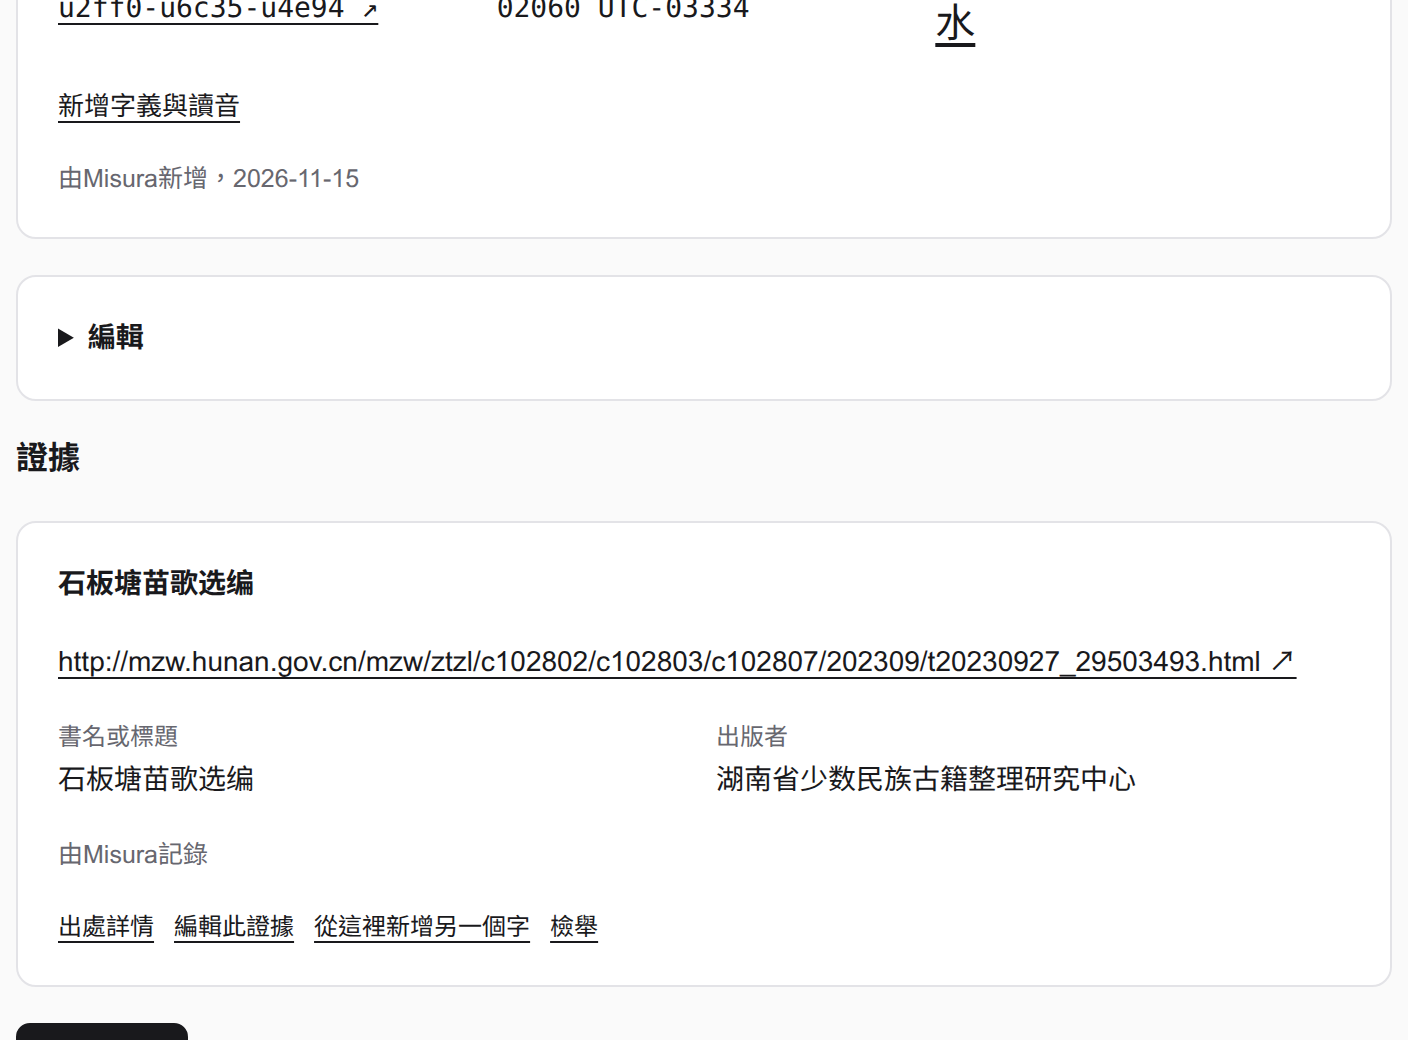 u2ff0-u6c35-u4e94 ↗
02060 UTC-03334
水
新增字義與讀音
由Misura新增，2026-11-15
編輯
證據
石板塘苗歌选编
http://mzw.hunan.gov.cn/mzw/ztzl/c102802/c102803/c102807/202309/t20230927_29503493.html ↗
書名或標題
石板塘苗歌选编
出版者
湖南省少数民族古籍整理研究中心
由Misura記錄
出處詳情 編輯此證據 從這裡新增另一個字 檢舉